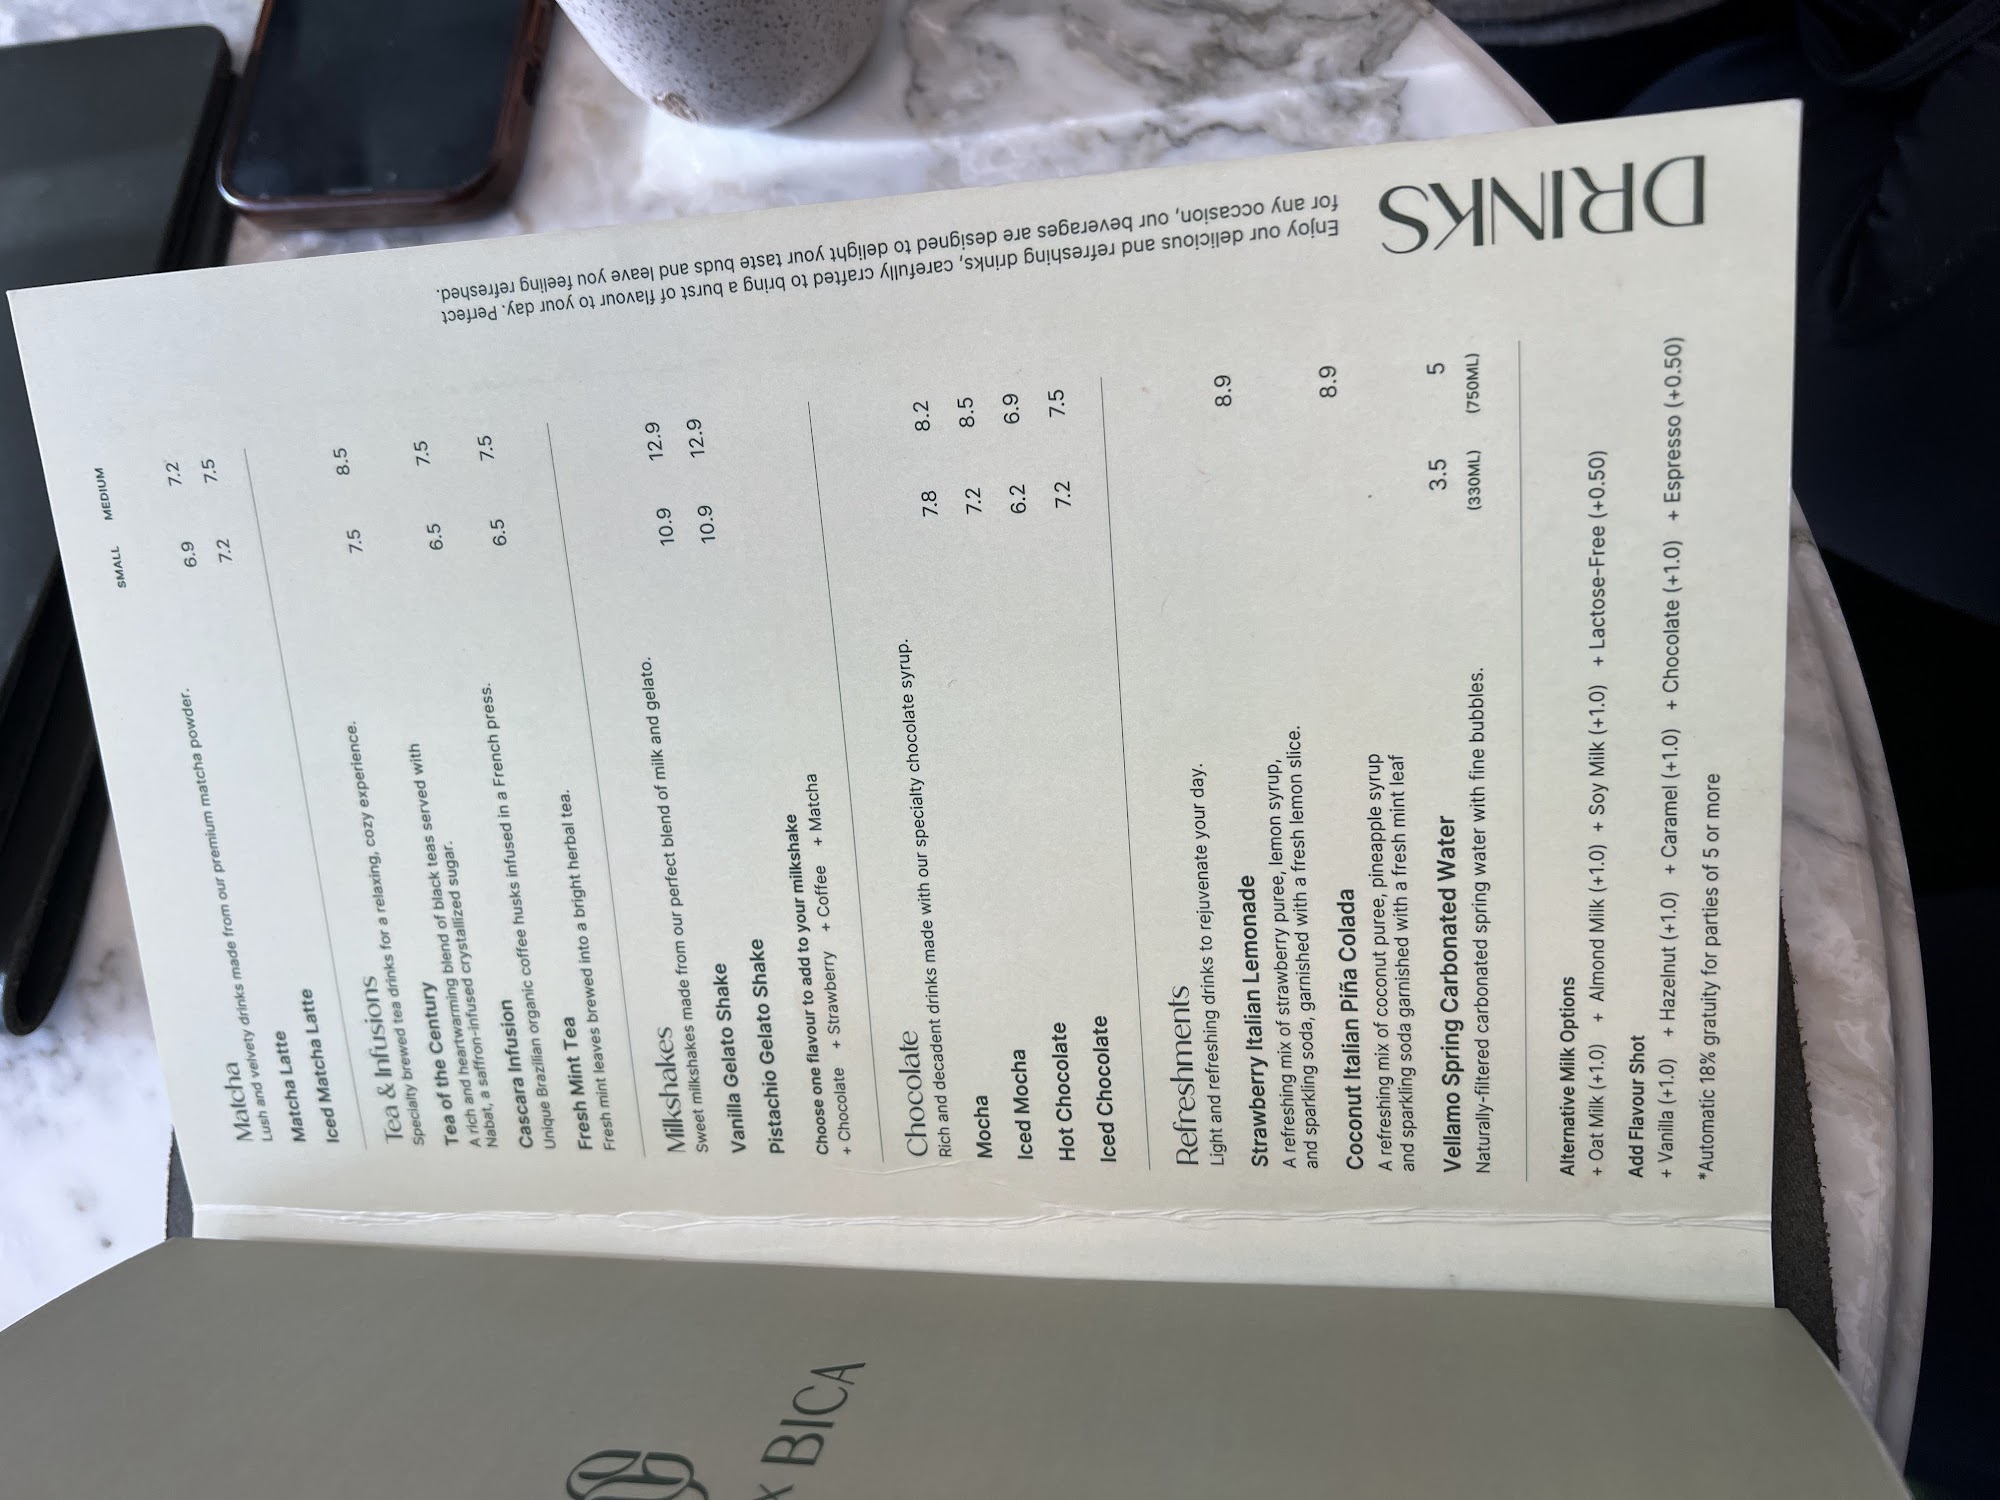 DRINKS
Enjoy our delicious and refreshing drinks, carefully crafted to bring a burst of flavour to your day. Perfect
for any occasion, our beverages are designed to delight your taste buds and leave you feeling refreshed.
SMALL MEDIUM
Matcha
Lush and velvety drinks made from our premium matcha powder.
Matcha Latte 6.9 7.2
Iced Matcha Latte 7.2 7.5
Tea & Infusions
Specialty brewed tea drinks for a relaxing, cozy experience.
Tea of the Century 7.5 8.5
A rich and heartwarming blend of black teas served with
Nabat, a saffron-infused crystallized sugar.
Cascara Infusion 6.5 7.5
Unique Brazilian organic coffee husks infused in a French press.
Fresh Mint Tea 6.5 7.5
Fresh mint leaves brewed into a bright herbal tea.
Milkshakes
Sweet milkshakes made from our perfect blend of milk and gelato.
Vanilla Gelato Shake 10.9 12.9
Pistachio Gelato Shake 10.9 12.9
Choose one flavour to add to your milkshake
+ Chocolate + Strawberry + Coffee + Matcha
Chocolate
Rich and decadent drinks made with our specialty chocolate syrup.
Mocha 7.8 8.2
Iced Mocha 7.2 8.5
Hot Chocolate 6.2 6.9
Iced Chocolate 7.2 7.5
Refreshments
Light and refreshing drinks to rejuvenate your day.
Strawberry Italian Lemonade 8.9
A refreshing mix of strawberry puree, lemon syrup,
and sparkling soda, garnished with a fresh lemon slice.
Coconut Italian Piña Colada 8.9
A refreshing mix of coconut puree, pineapple syrup
and sparkling soda garnished with a fresh mint leaf
Vellamo Spring Carbonated Water 3.5 5
Naturally-filtered carbonated spring water with fine bubbles. (330ML) (750ML)
Alternative Milk Options
+ Oat Milk (+1.0) + Almond Milk (+1.0) + Soy Milk (+1.0) + Lactose-Free (+0.50)
Add Flavour Shot
+ Vanilla (+1.0) + Hazelnut (+1.0) + Caramel (+1.0) + Chocolate (+1.0) + Espresso (+0.50)
*Automatic 18% gratuity for parties of 5 or more
x BICA